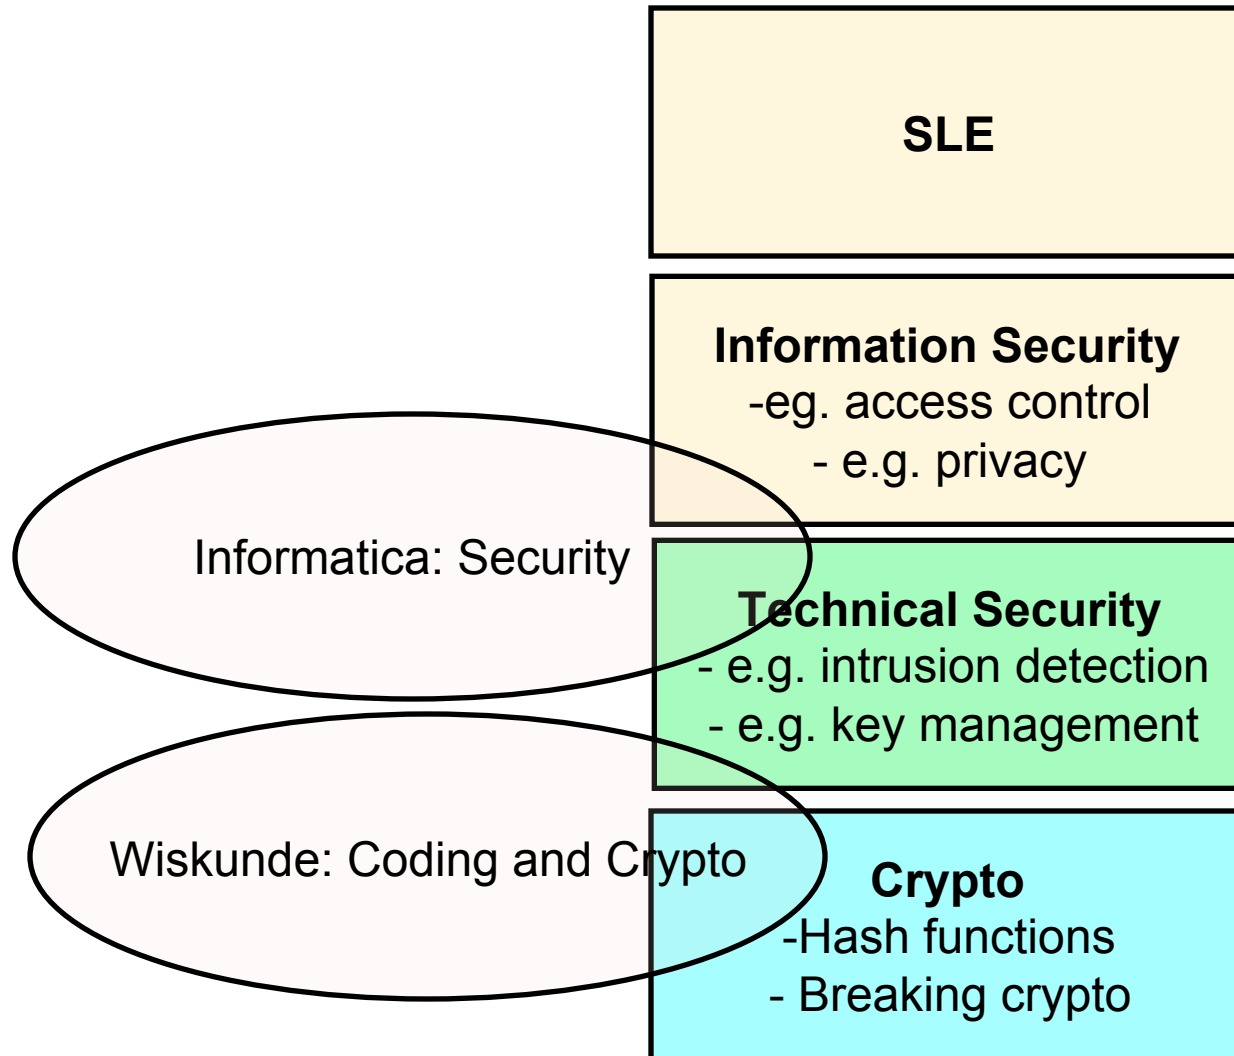 SLE
Information Security
-eg. access control
- e.g. privacy
Informatica: Security
Technical Security
- e.g. intrusion detection
- e.g. key management
Wiskunde: Coding and Crypto
Crypto
-Hash functions
- Breaking crypto